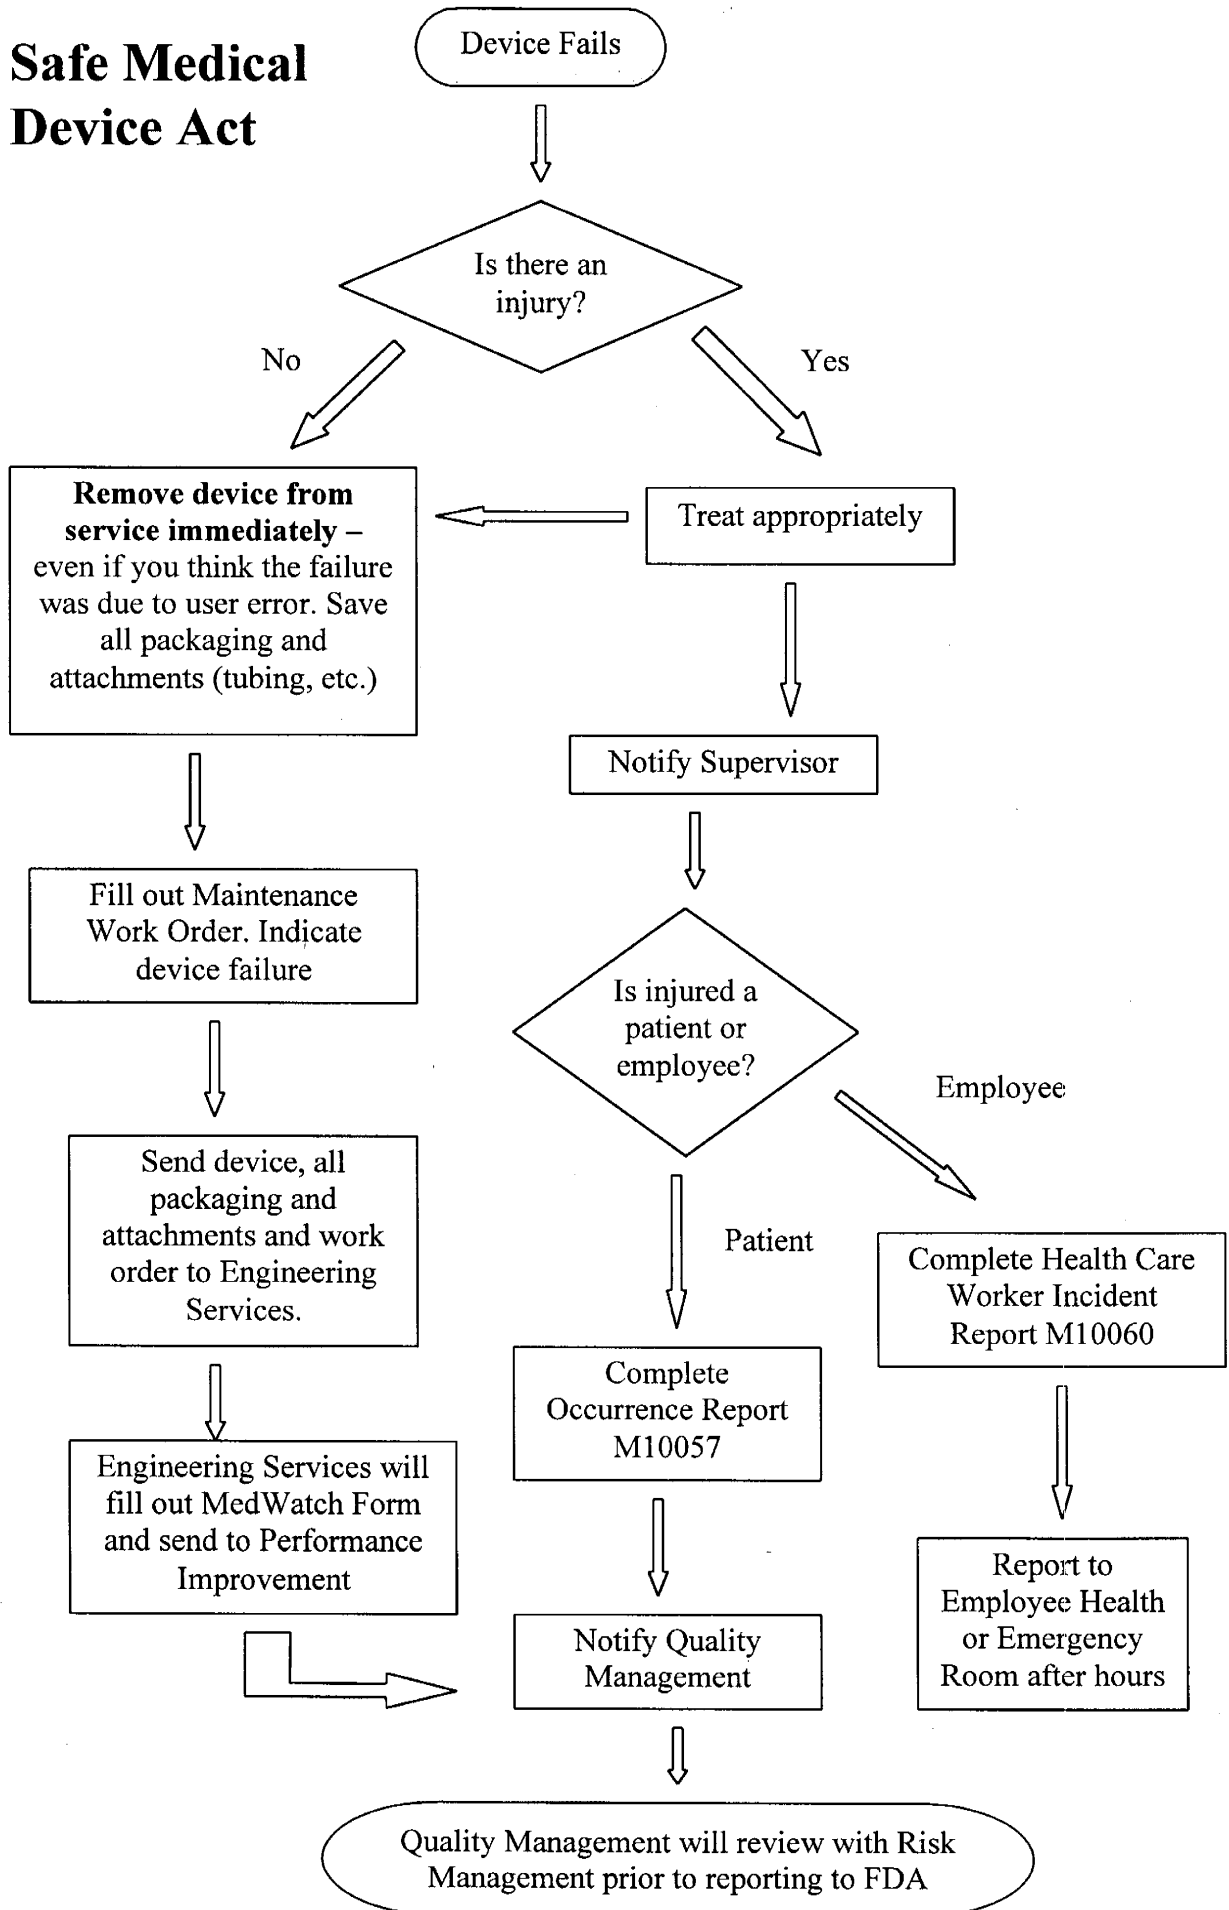 Safe Medical
Device Act
Device Fails
Is there an
injury?
No
Yes
Remove device from
service immediately –
even if you think the failure
was due to user error. Save
all packaging and
attachments (tubing, etc.)
Treat appropriately
Notify Supervisor
Fill out Maintenance
Work Order. Indicate
device failure
Is injured a
patient or
employee?
Employee
Patient
Send device, all
packaging and
attachments and work
order to Engineering
Services.
Complete Health Care
Worker Incident
Report M10060
Complete
Occurrence Report
M10057
Engineering Services will
fill out MedWatch Form
and send to Performance
Improvement
Report to
Employee Health
or Emergency
Room after hours
Notify Quality
Management
Quality Management will review with Risk
Management prior to reporting to FDA